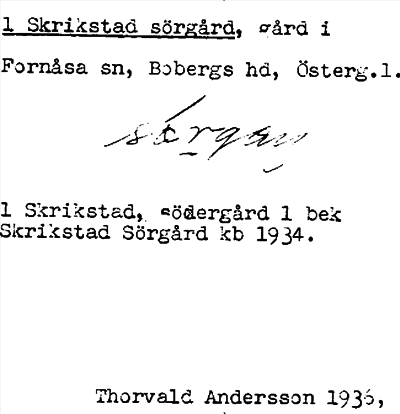 1 Skrikstad sörgård, gård i
Fornåsa sn, Bobergs hd, Österg.l.
1 Skrikstad, södergård 1 bek
Skrikstad Sörgård kb 1934.
Thorvald Andersson 1936,